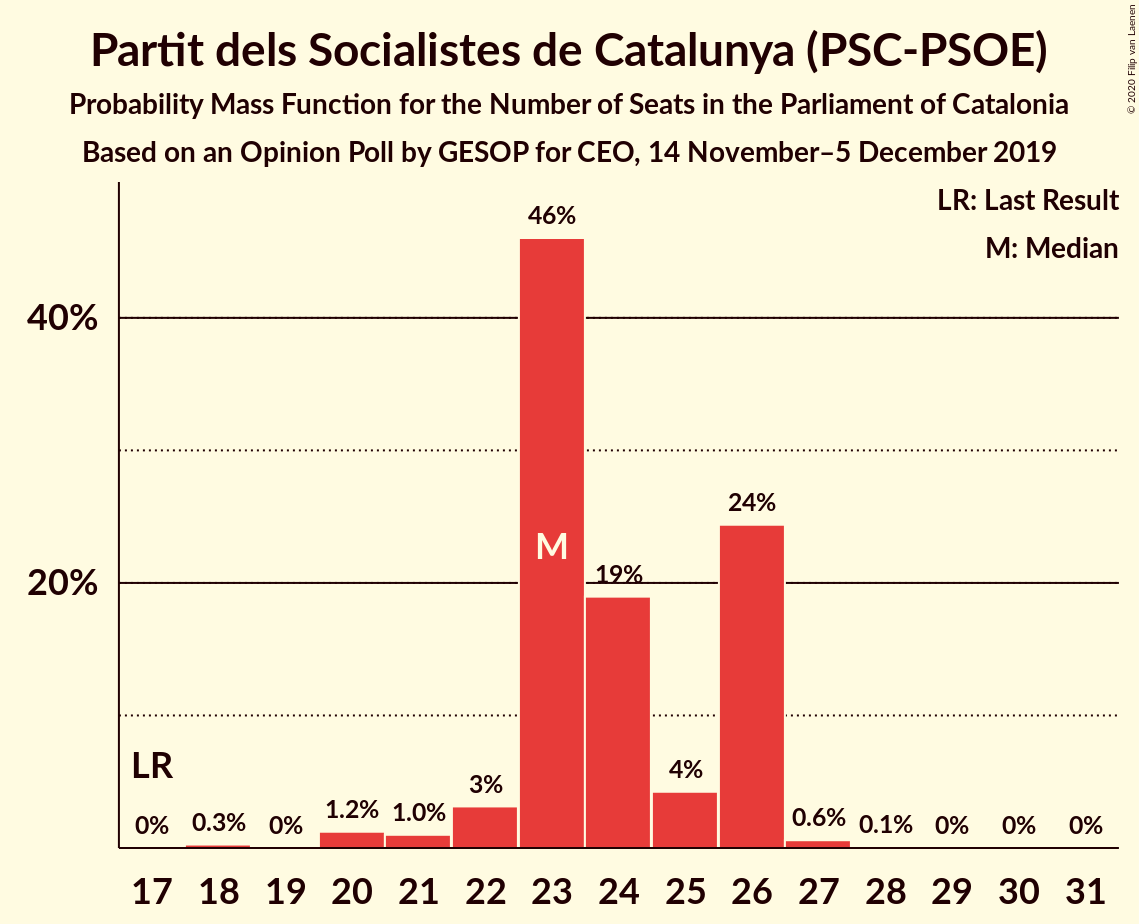 Partit dels Socialistes de Catalunya (PSC-PSOE)
Probability Mass Function for the Number of Seats in the Parliament of Catalonia
Based on an Opinion Poll by GESOP for CEO, 14 November–5 December 2019
© 2020 Filip van Laenen
LR: Last Result
M: Median
46%
40%
24%
M
19%
20%
LR
4%
3%
0%
0.3%
0%
1.2%
1.0%
0.6%
0.1%
0%
0%
0%
17 18 19 20 21 22 23 24 25 26 27 28 29 30 31